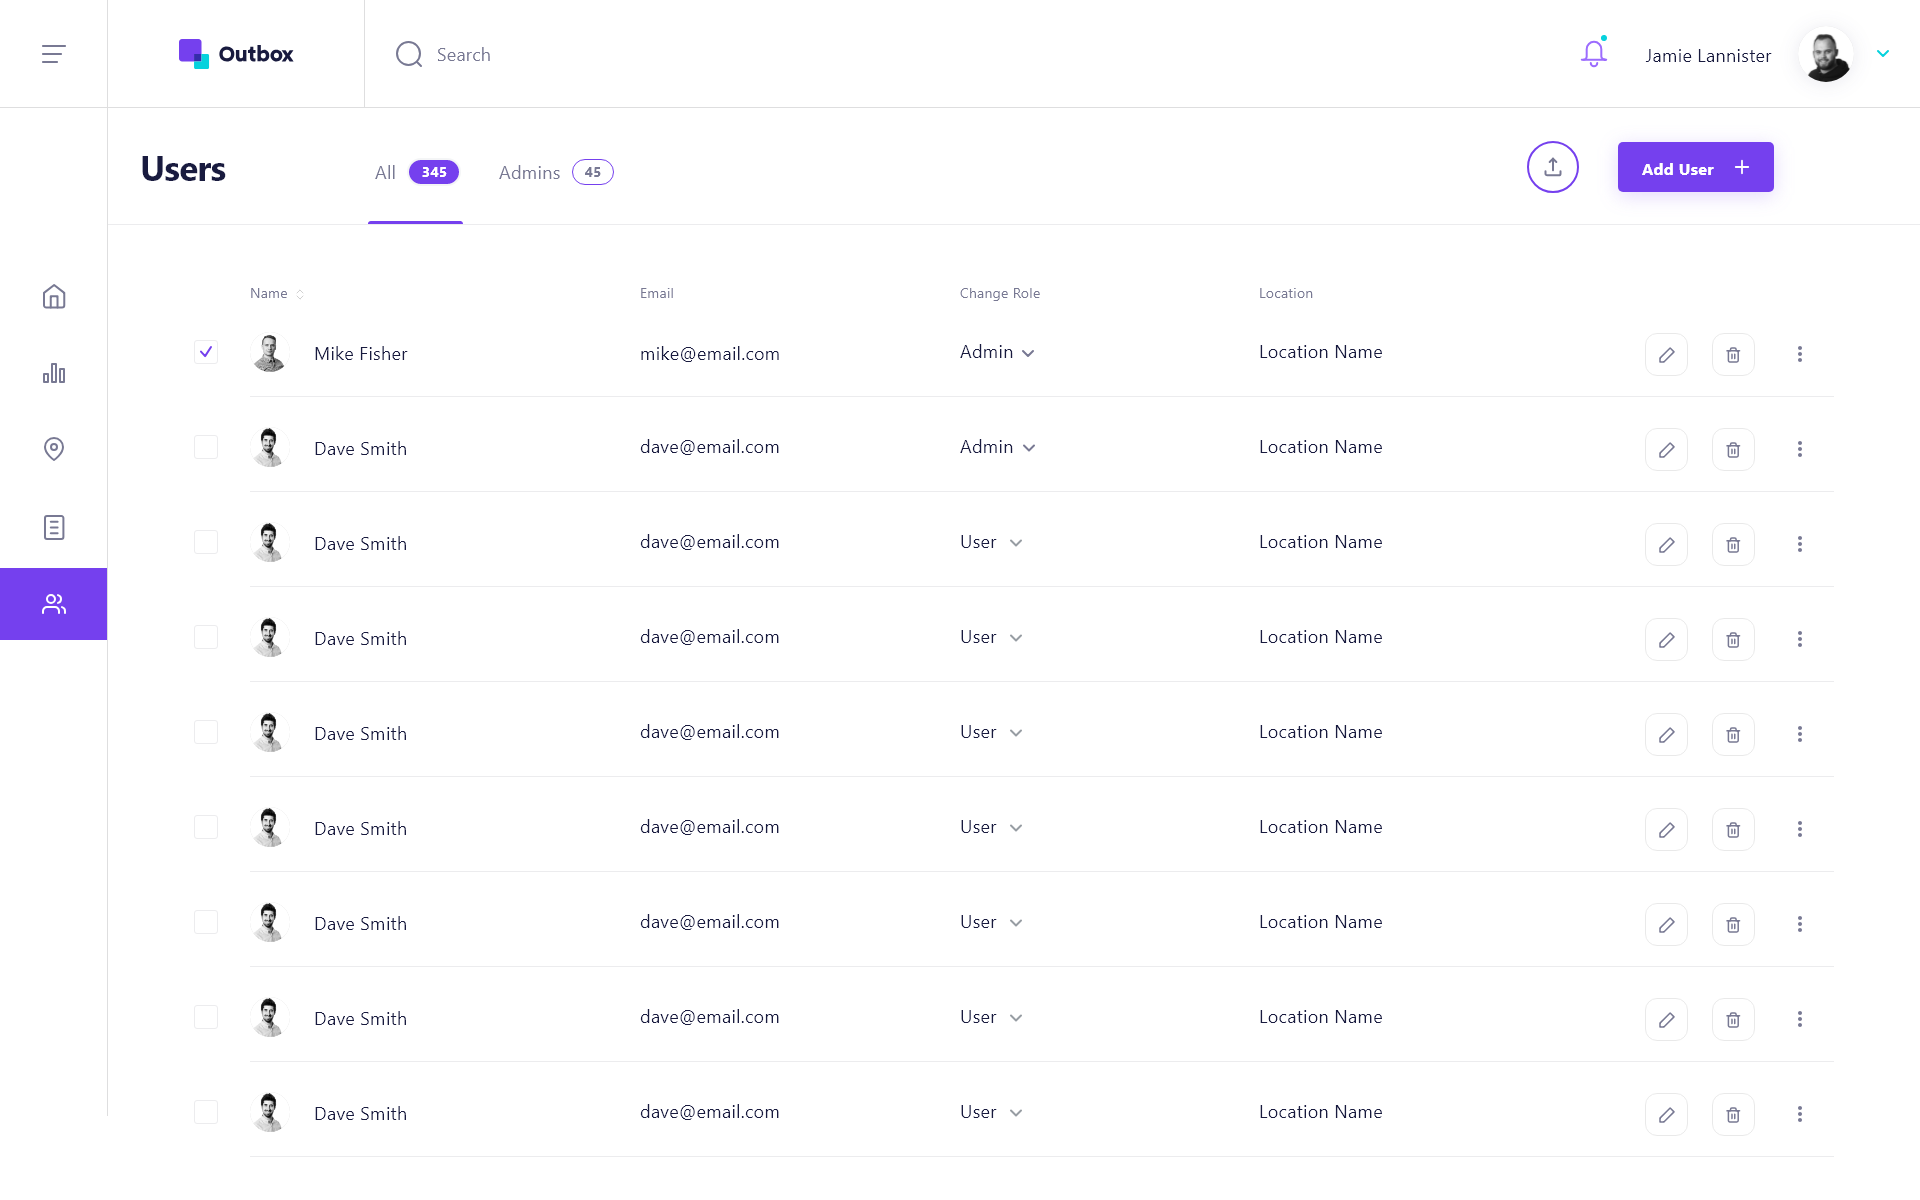 Outbox
Search
Jamie Lannister
Users
All 345
Admins 45
Add User
Name Email Change Role Location
Mike Fisher mike@email.com Admin Location Name
Dave Smith dave@email.com Admin Location Name
Dave Smith dave@email.com User Location Name
Dave Smith dave@email.com User Location Name
Dave Smith dave@email.com User Location Name
Dave Smith dave@email.com User Location Name
Dave Smith dave@email.com User Location Name
Dave Smith dave@email.com User Location Name
Dave Smith dave@email.com User Location Name